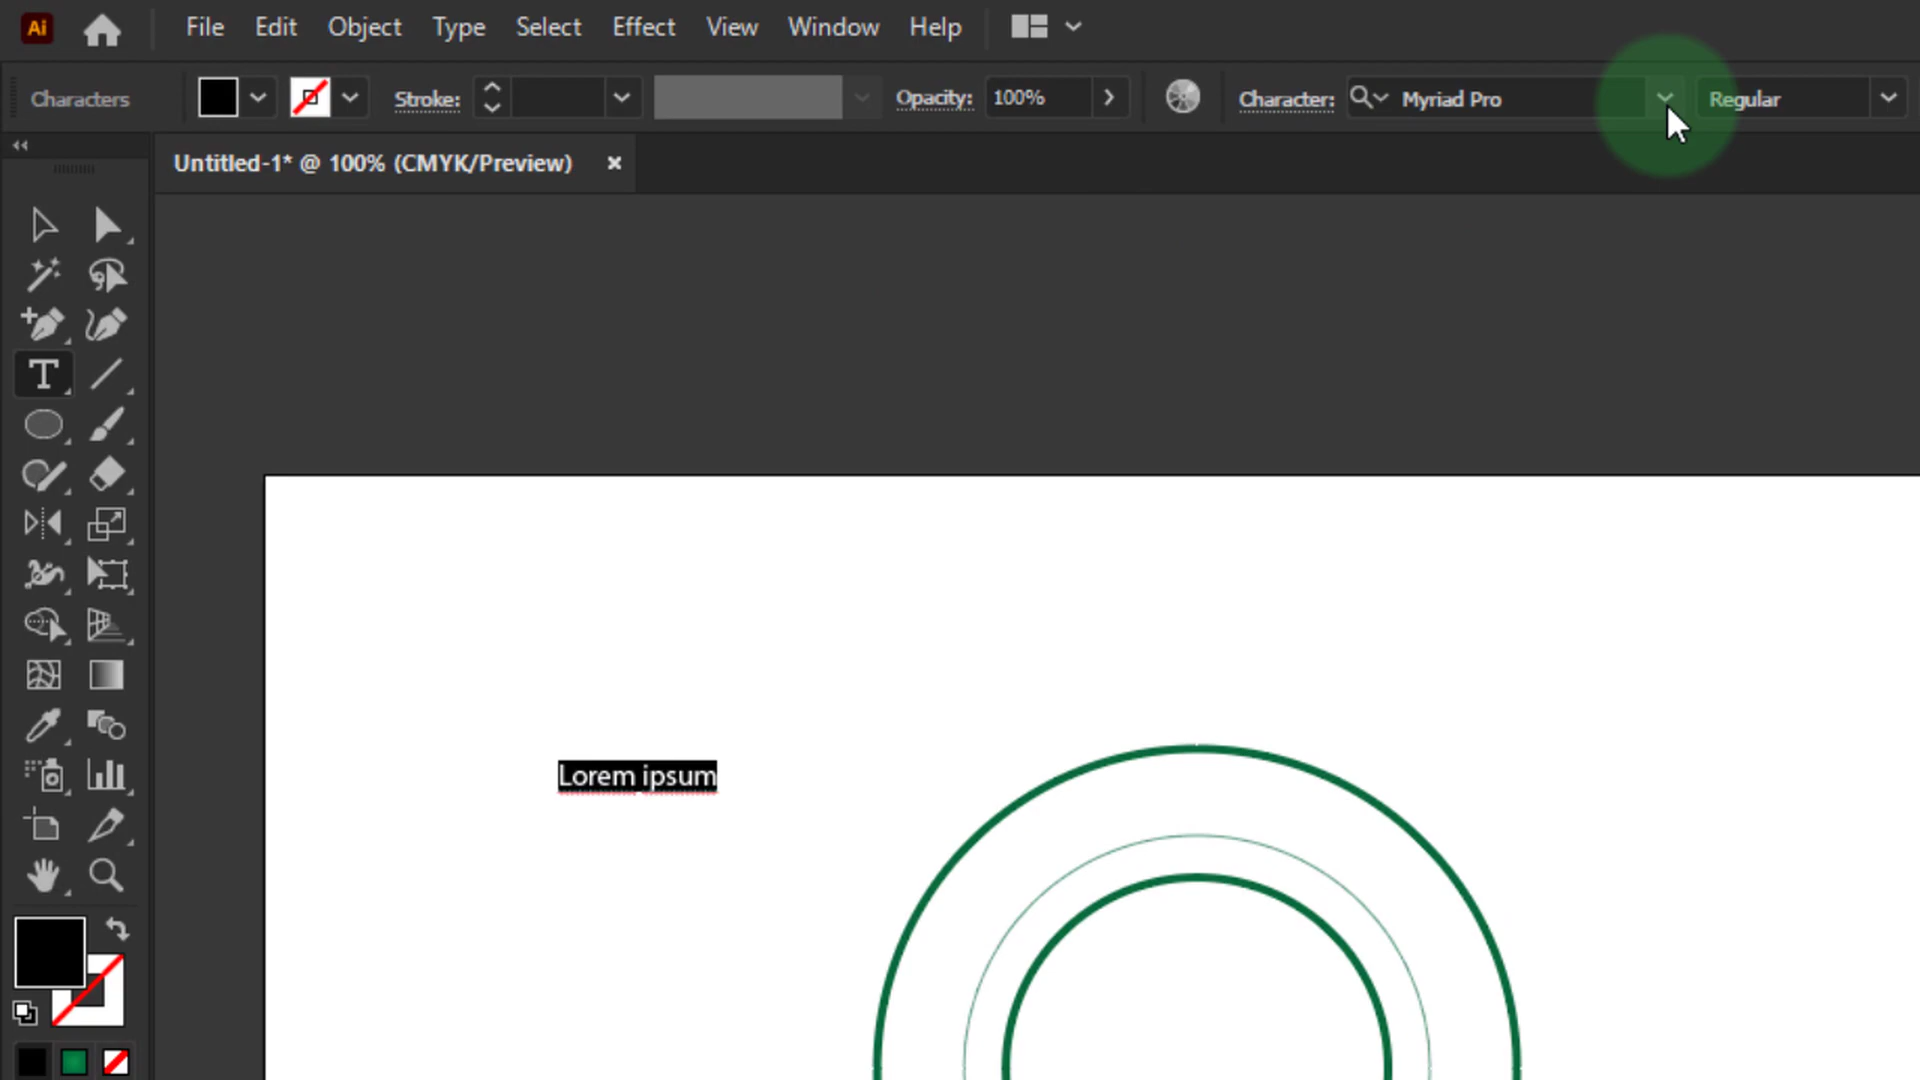 Ai File Edit Object Type Select Effect View Window Help
Characters Stroke: Opacity: 100% Character: Myriad Pro Regular
Untitled-1* @ 100% (CMYK/Preview) ×
T
Lorem ipsum